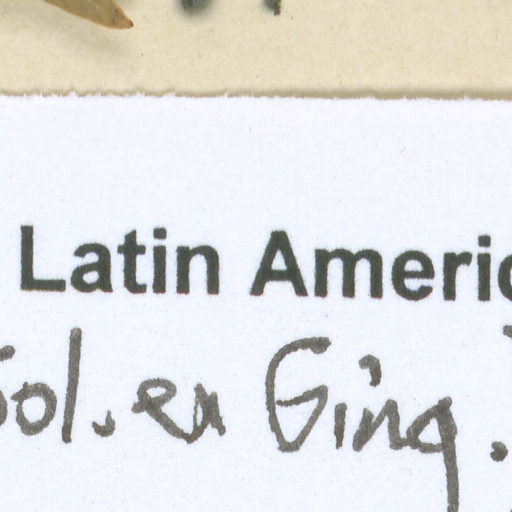 Latin Americ
Sol. ex Ging.